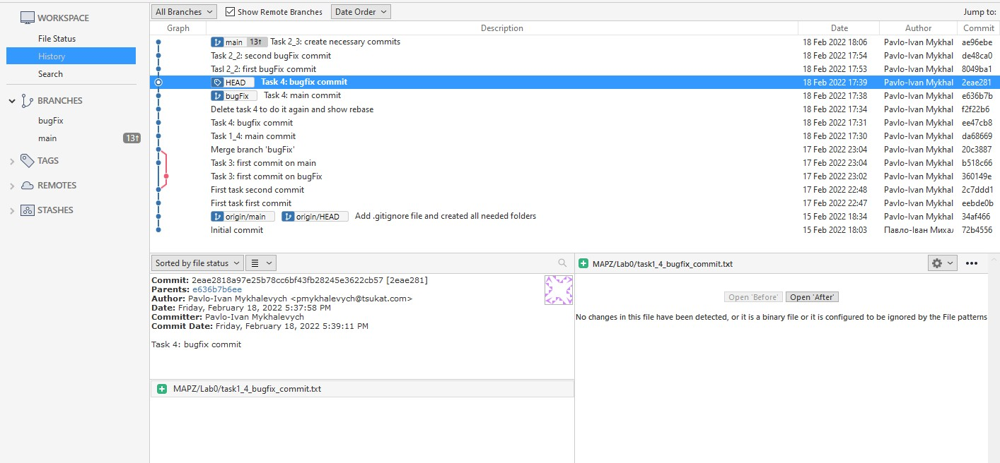 All Branches Show Remote Branches Date Order Jump to:
WORKSPACE
File Status
History
Search
BRANCHES
bugFix
main 13↑
TAGS
REMOTES
STASHES
Graph Description Date Author Commit
main 13↑ Task 2_3: create necessary commits 18 Feb 2022 18:06 Pavlo-Ivan Mykhal ae96ebe
Task 2_2: second bugFix commit 18 Feb 2022 17:54 Pavlo-Ivan Mykhal de48ca0
Tasl 2_2: first bugFix commit 18 Feb 2022 17:53 Pavlo-Ivan Mykhal 8049ba1
HEAD Task 4: bugfix commit 18 Feb 2022 17:39 Pavlo-Ivan Mykhal 2eae281
bugFix Task 4: main commit 18 Feb 2022 17:38 Pavlo-Ivan Mykhal e636b7b
Delete task 4 to do it again and show rebase 18 Feb 2022 17:34 Pavlo-Ivan Mykhal f2f22b6
Task 4: bugfix commit 18 Feb 2022 17:31 Pavlo-Ivan Mykhal ee47cb8
Task 1_4: main commit 18 Feb 2022 17:30 Pavlo-Ivan Mykhal da68669
Merge branch 'bugFix' 17 Feb 2022 23:04 Pavlo-Ivan Mykhal 20c3887
Task 3: first commit on main 17 Feb 2022 23:04 Pavlo-Ivan Mykhal b518c66
Task 3: first commit on bugFix 17 Feb 2022 23:02 Pavlo-Ivan Mykhal 360149e
First task second commit 17 Feb 2022 22:48 Pavlo-Ivan Mykhal 2c7ddd1
First task first commit 17 Feb 2022 22:47 Pavlo-Ivan Mykhal eebde0b
origin/main origin/HEAD Add .gitignore file and created all needed folders 15 Feb 2022 18:34 Pavlo-Ivan Mykhal 34af466
Initial commit 15 Feb 2022 18:03 Павло-Іван Михал 72b4556
Sorted by file status
Commit: 2eae2818a97e25b78cc6bf43fb28245e3622cb57 [2eae281]
Parents: e636b7b6ee
Author: Pavlo-Ivan Mykhalevych <pmykhalevych@tsukat.com>
Date: Friday, February 18, 2022 5:37:58 PM
Committer: Pavlo-Ivan Mykhalevych
Commit Date: Friday, February 18, 2022 5:39:11 PM
Task 4: bugfix commit
MAPZ/Lab0/task1_4_bugfix_commit.txt
MAPZ/Lab0/task1_4_bugfix_commit.txt
Open 'Before' Open 'After'
No changes in this file have been detected, or it is a binary file or it is configured to be ignored by the File patterns